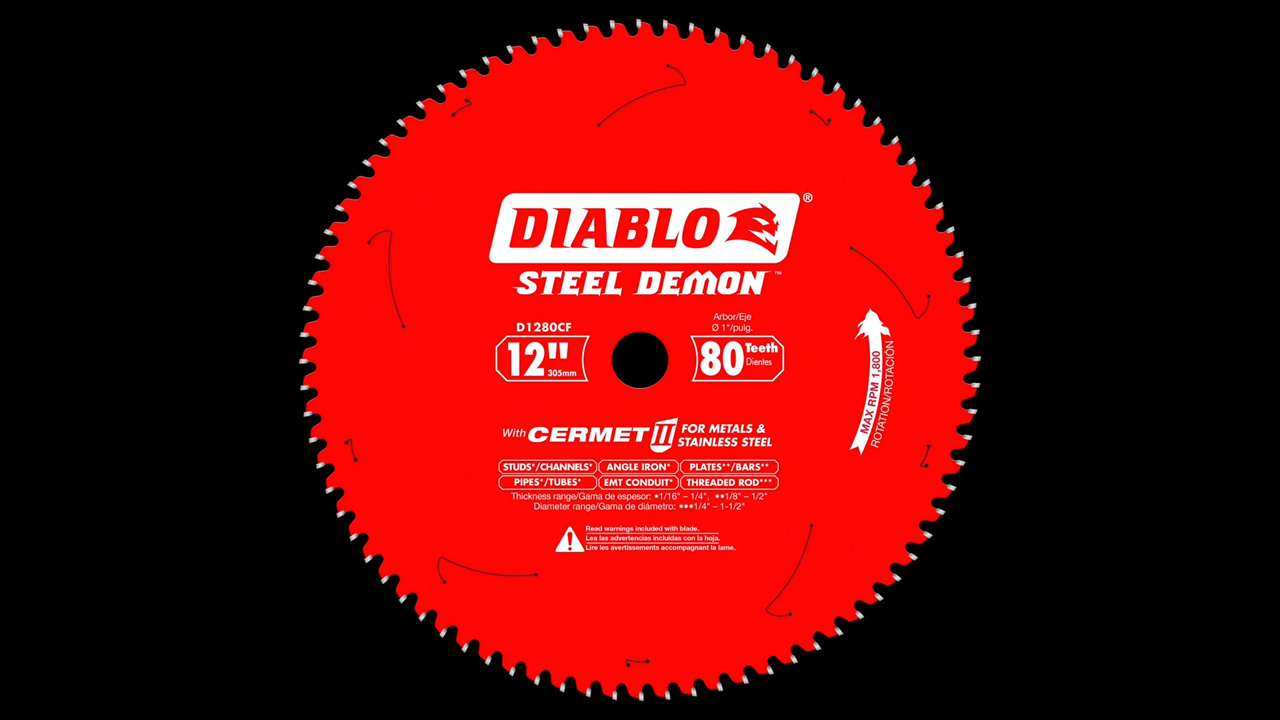 DIABLO®
STEEL DEMON™
D1280CF
12"
305mm
Arbor/Eje
Ø 1"/pulg.
80 Teeth
Dientes
MAX RPM 1,800
ROTATION/ROTACIÓN
With CERMET III FOR METALS &
STAINLESS STEEL
STUDS*/CHANNELS* ANGLE IRON* PLATES**/BARS**
PIPES*/TUBES* EMT CONDUIT* THREADED ROD***
Thickness range/Gama de espesor: *1/16" – 1/4", **1/8" – 1/2"
Diameter range/Gama de diámetro: ***1/4" – 1-1/2"
Read warnings included with blade.
Lea las advertencias incluidas con la hoja.
Lire les avertissements accompagnant la lame.